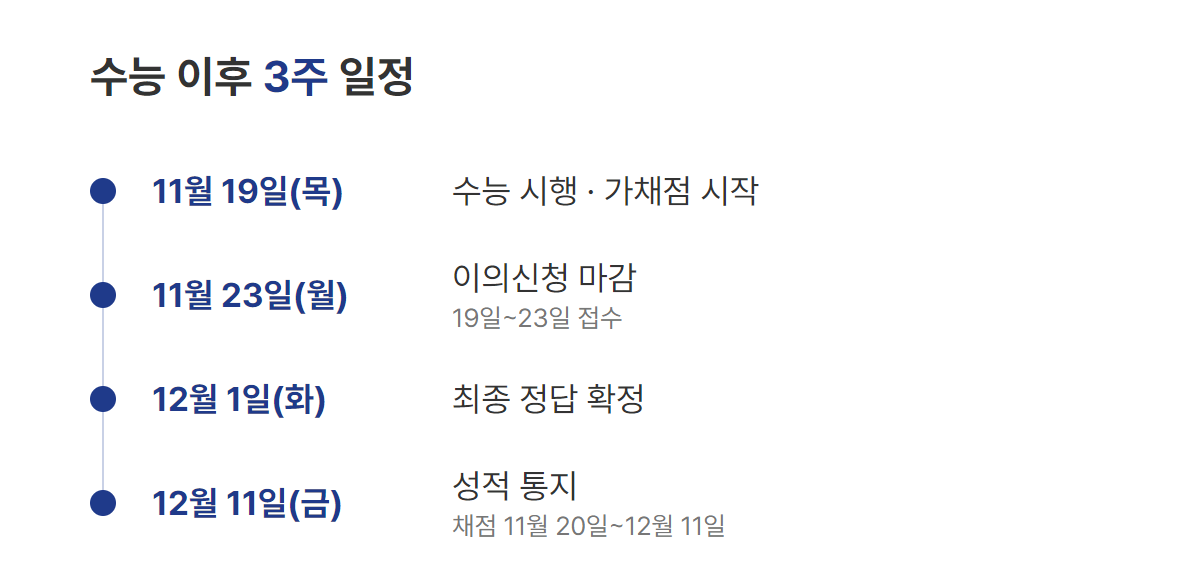 수능 이후 3주 일정
11월 19일(목)
수능 시행 · 가채점 시작
11월 23일(월)
이의신청 마감
19일~23일 접수
12월 1일(화)
최종 정답 확정
12월 11일(금)
성적 통지
채점 11월 20일~12월 11일